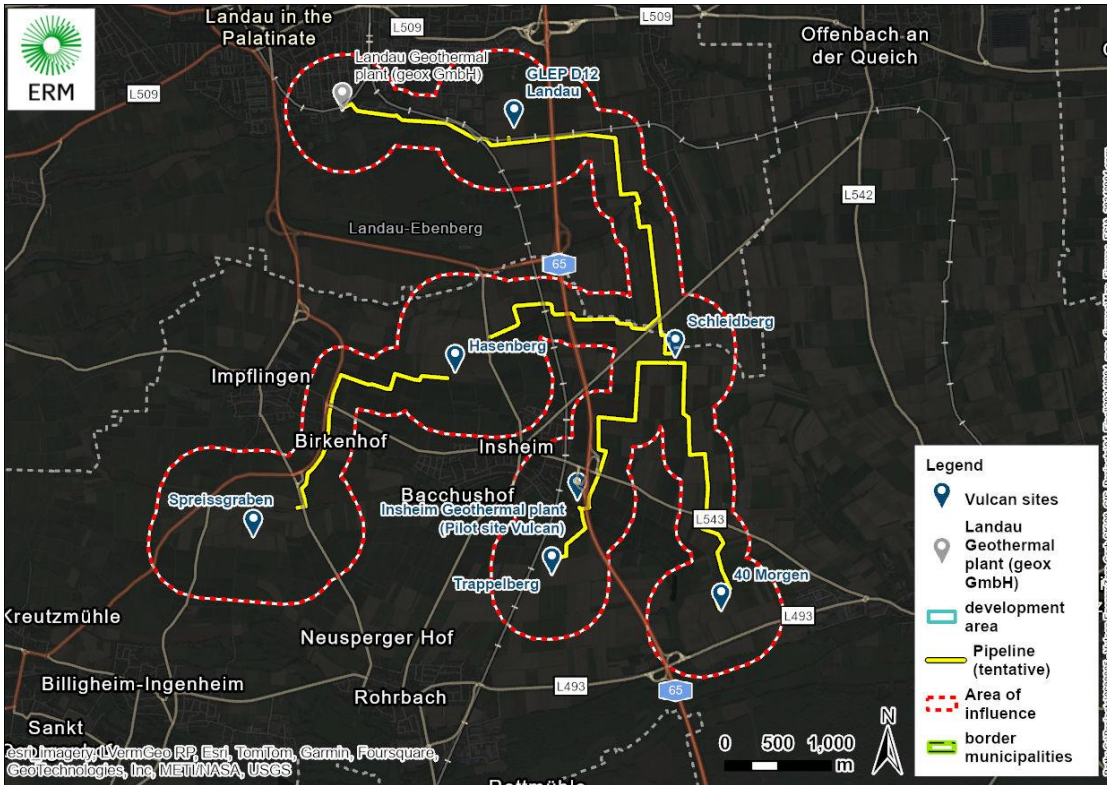 ERM
Landau in the
Palatinate
L509
L509
L509
Offenbach an
der Queich
Landau Geothermal
plant (geox GmbH)
GLEP D12
Landau
L542
Landau-Ebenberg
65
Schleidberg
Hasenberg
Impflingen
Birkenhof
Insheim
Bacchushof
Insheim Geothermal plant
(Pilot site Vulcan)
Spreissgraben
L543
Trappelberg
40 Morgen
Kreutzmühle
L493
Neusperger Hof
Billigheim-Ingenheim
Rohrbach
L493
65
Sankt
Legend
Vulcan sites
Landau
Geothermal
plant (geox
GmbH)
development
area
Pipeline
(tentative)
Area of
influence
border
municipalities
0 500 1,000
m
N
esri_Imagery, LVermGeo RP, Esri, TomTom, Garmin, Foursquare,
GeoTechnologies, Inc, METI/NASA, USGS